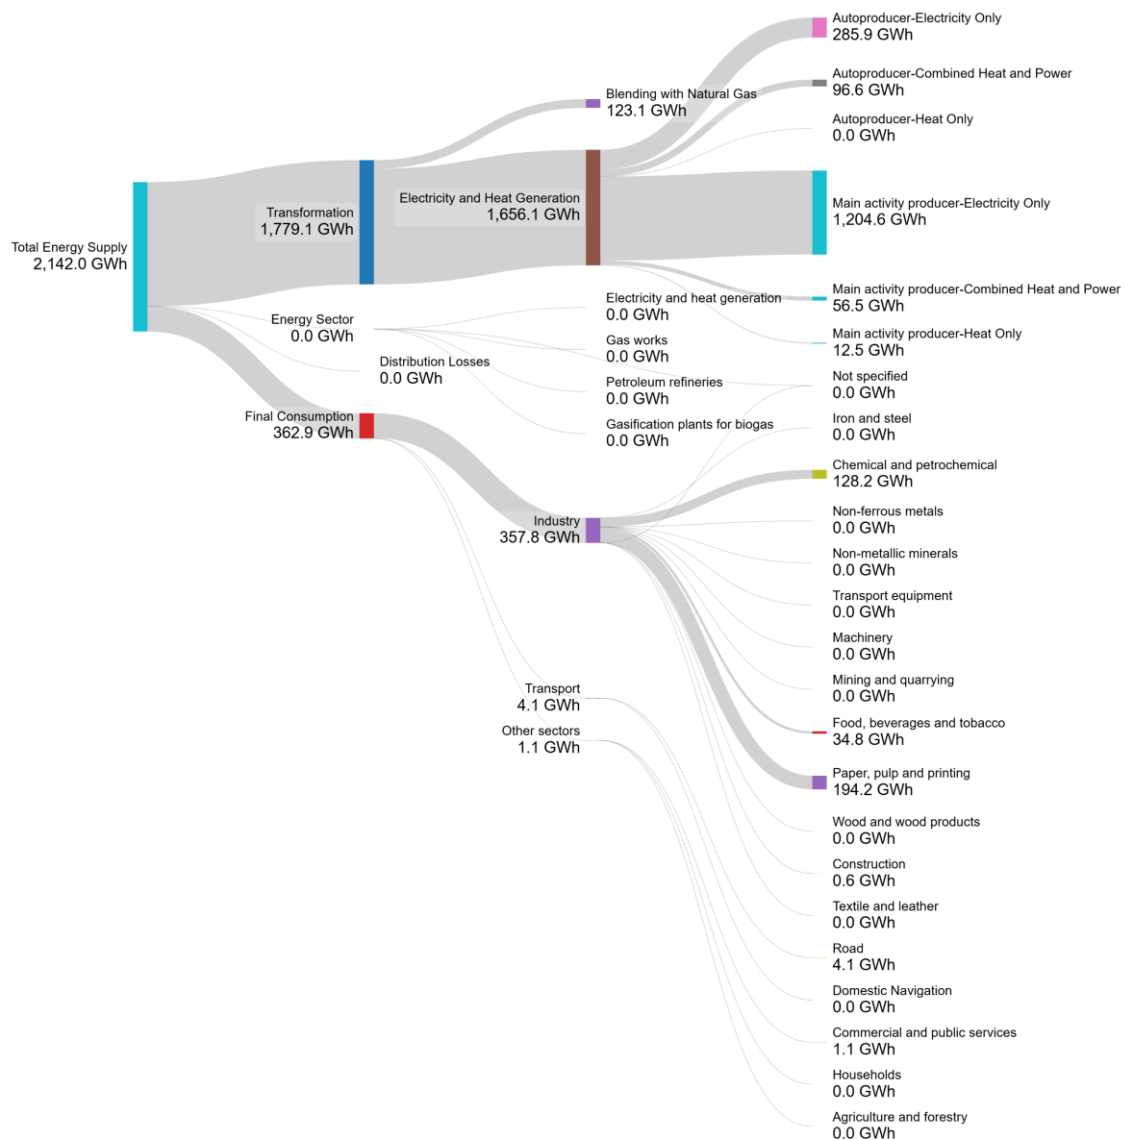 Total Energy Supply
2,142.0 GWh
Transformation
1,779.1 GWh
Energy Sector
0.0 GWh
Distribution Losses
0.0 GWh
Final Consumption
362.9 GWh
Blending with Natural Gas
123.1 GWh
Electricity and Heat Generation
1,656.1 GWh
Electricity and heat generation
0.0 GWh
Gas works
0.0 GWh
Petroleum refineries
0.0 GWh
Gasification plants for biogas
0.0 GWh
Industry
357.8 GWh
Transport
4.1 GWh
Other sectors
1.1 GWh
Autoproducer-Electricity Only
285.9 GWh
Autoproducer-Combined Heat and Power
96.6 GWh
Autoproducer-Heat Only
0.0 GWh
Main activity producer-Electricity Only
1,204.6 GWh
Main activity producer-Combined Heat and Power
56.5 GWh
Main activity producer-Heat Only
12.5 GWh
Not specified
0.0 GWh
Iron and steel
0.0 GWh
Chemical and petrochemical
128.2 GWh
Non-ferrous metals
0.0 GWh
Non-metallic minerals
0.0 GWh
Transport equipment
0.0 GWh
Machinery
0.0 GWh
Mining and quarrying
0.0 GWh
Food, beverages and tobacco
34.8 GWh
Paper, pulp and printing
194.2 GWh
Wood and wood products
0.0 GWh
Construction
0.6 GWh
Textile and leather
0.0 GWh
Road
4.1 GWh
Domestic Navigation
0.0 GWh
Commercial and public services
1.1 GWh
Households
0.0 GWh
Agriculture and forestry
0.0 GWh